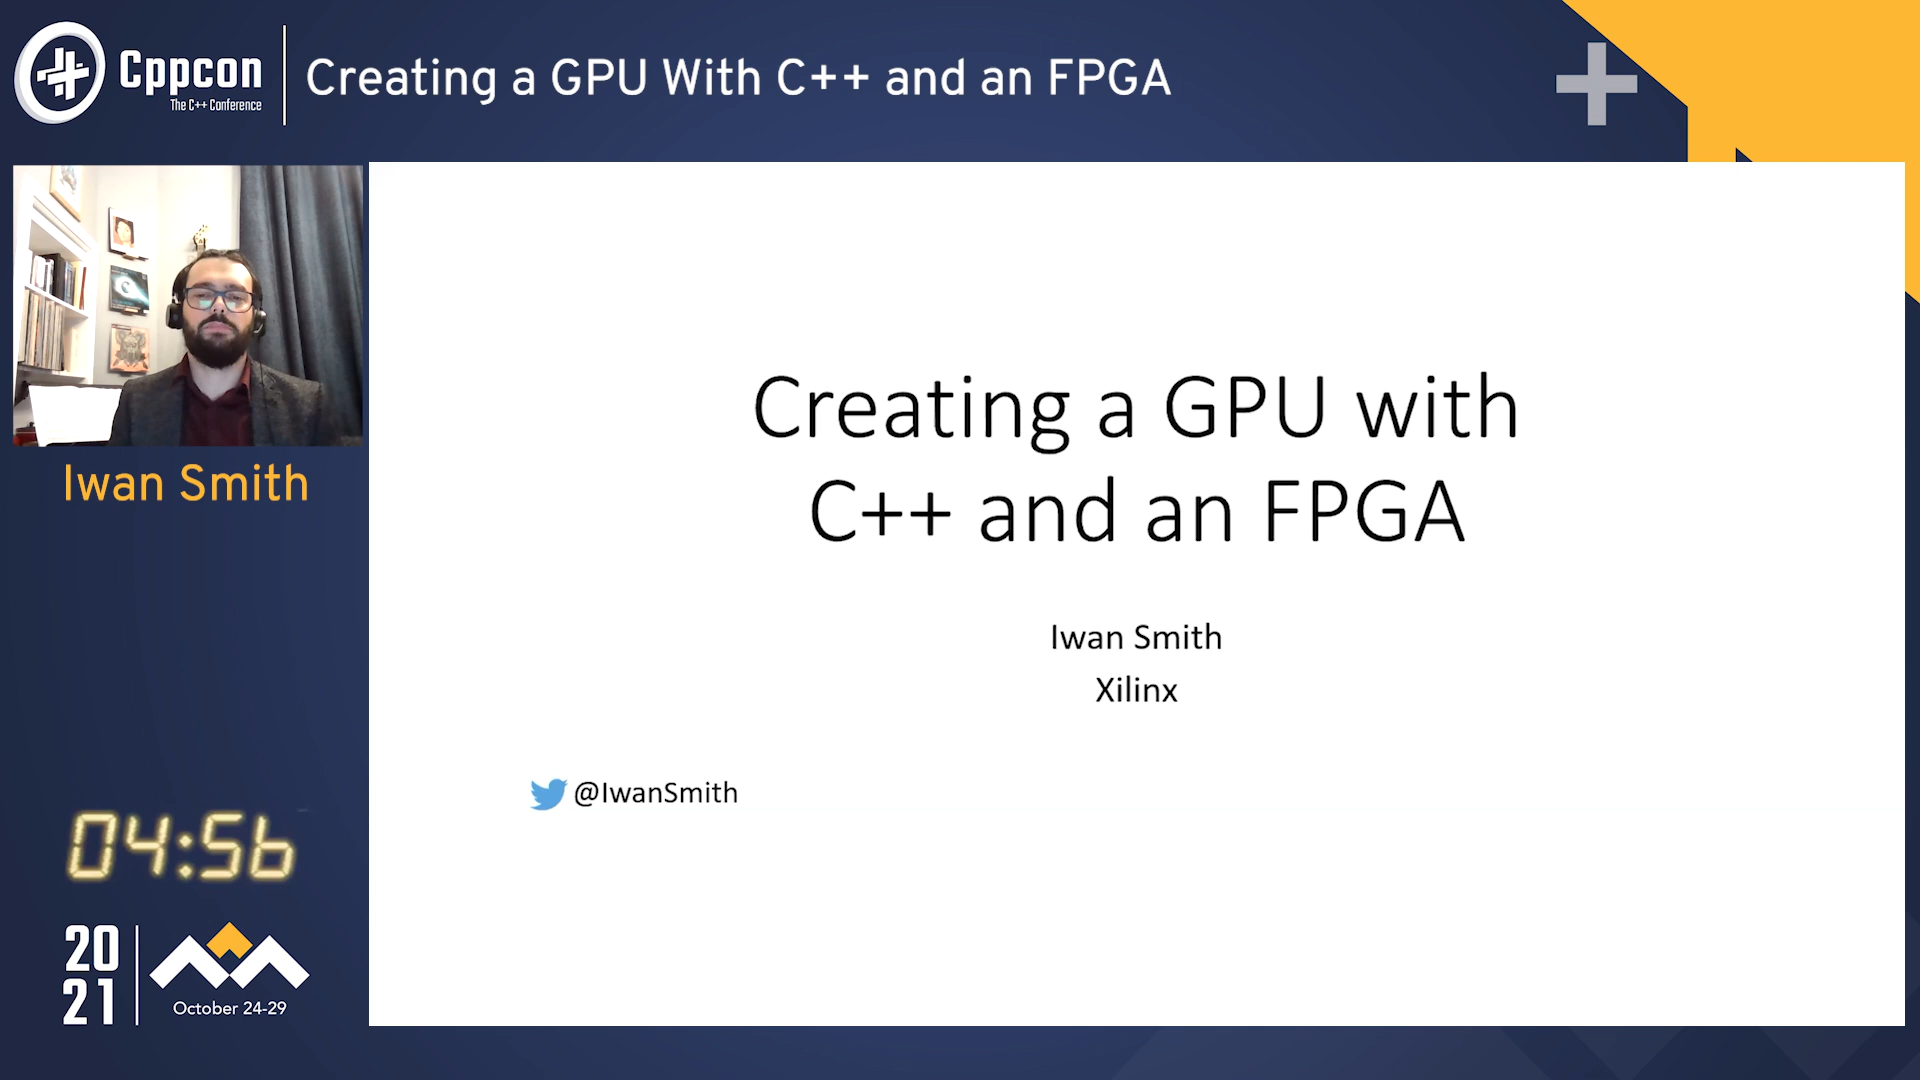 Cppcon
The C++ Conference
Creating a GPU With C++ and an FPGA
Iwan Smith
04:56
20
21
October 24-29
Creating a GPU with
C++ and an FPGA
Iwan Smith
Xilinx
@IwanSmith